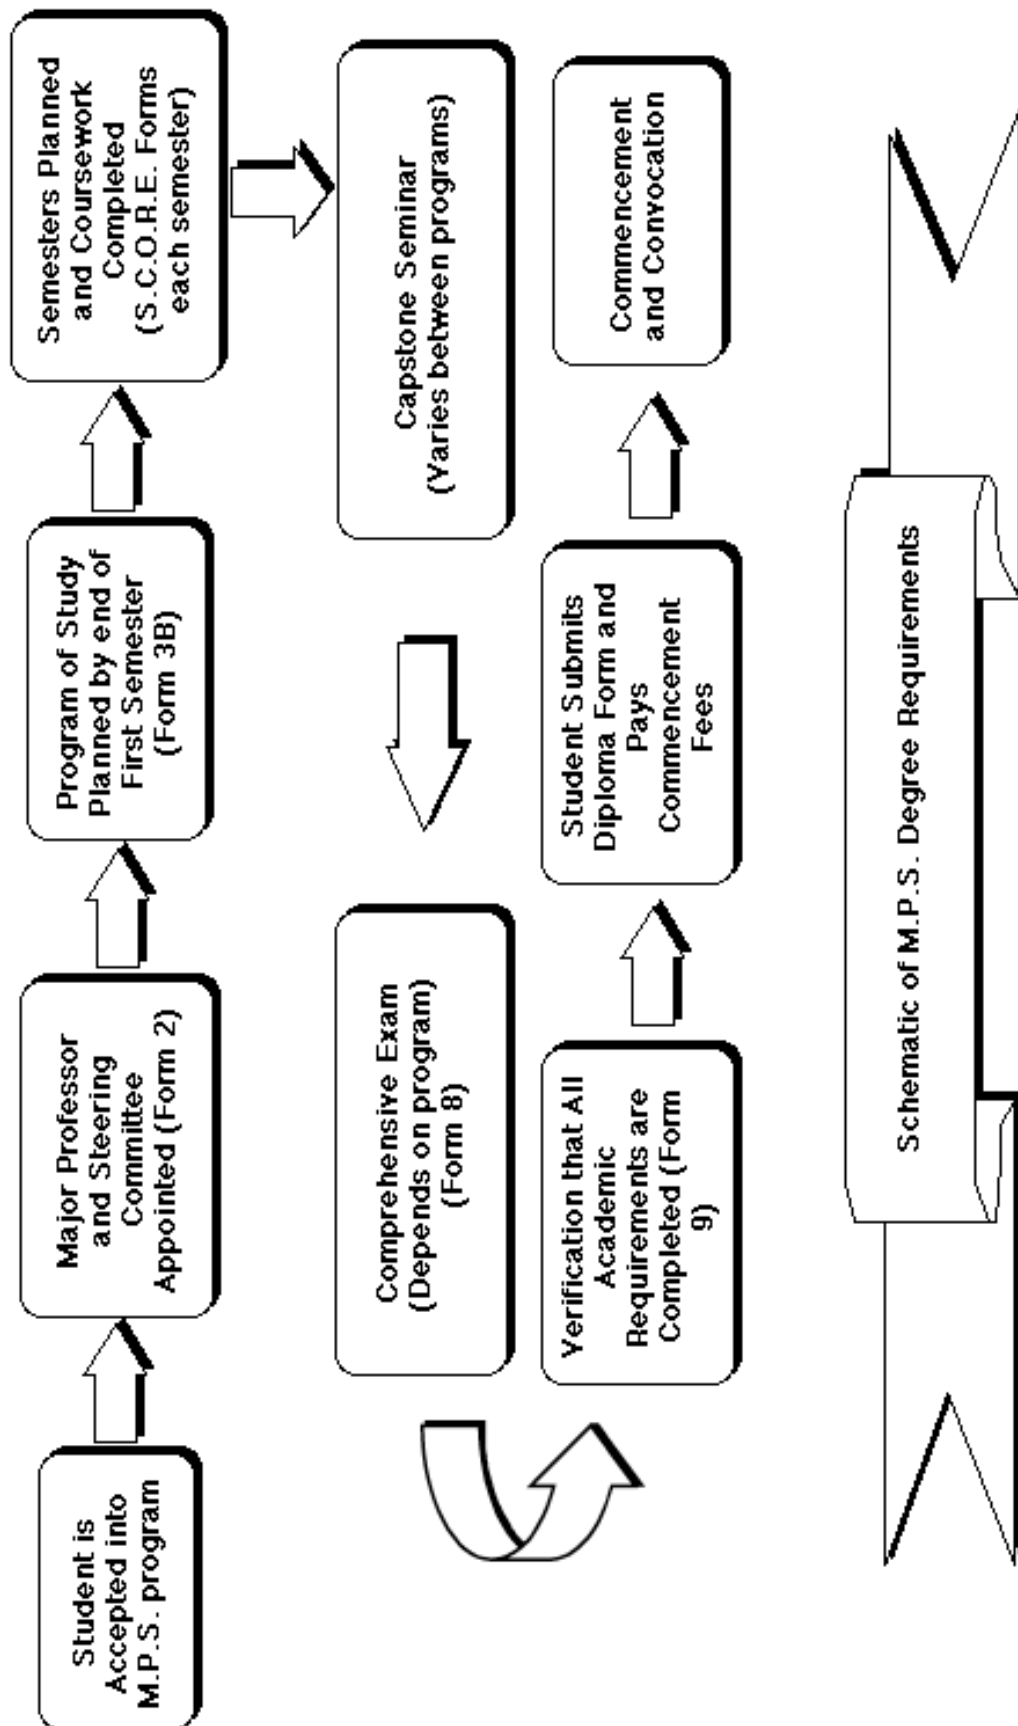 Student is
Accepted into
M.P.S. program
Major Professor
and Steering
Committee
Appointed (Form 2)
Program of Study
Planned by end of
First Semester
(Form 3B)
Semesters Planned
and Coursework
Completed
(S.C.O.R.E. Forms
each semester)
Capstone Seminar
(Varies between programs)
Comprehensive Exam
(Depends on program)
(Form 8)
Verification that All
Academic
Requirements are
Completed (Form
9)
Student Submits
Diploma Form and
Pays
Commencement
Fees
Commencement
and Convocation
Schematic of M.P.S. Degree Requirements